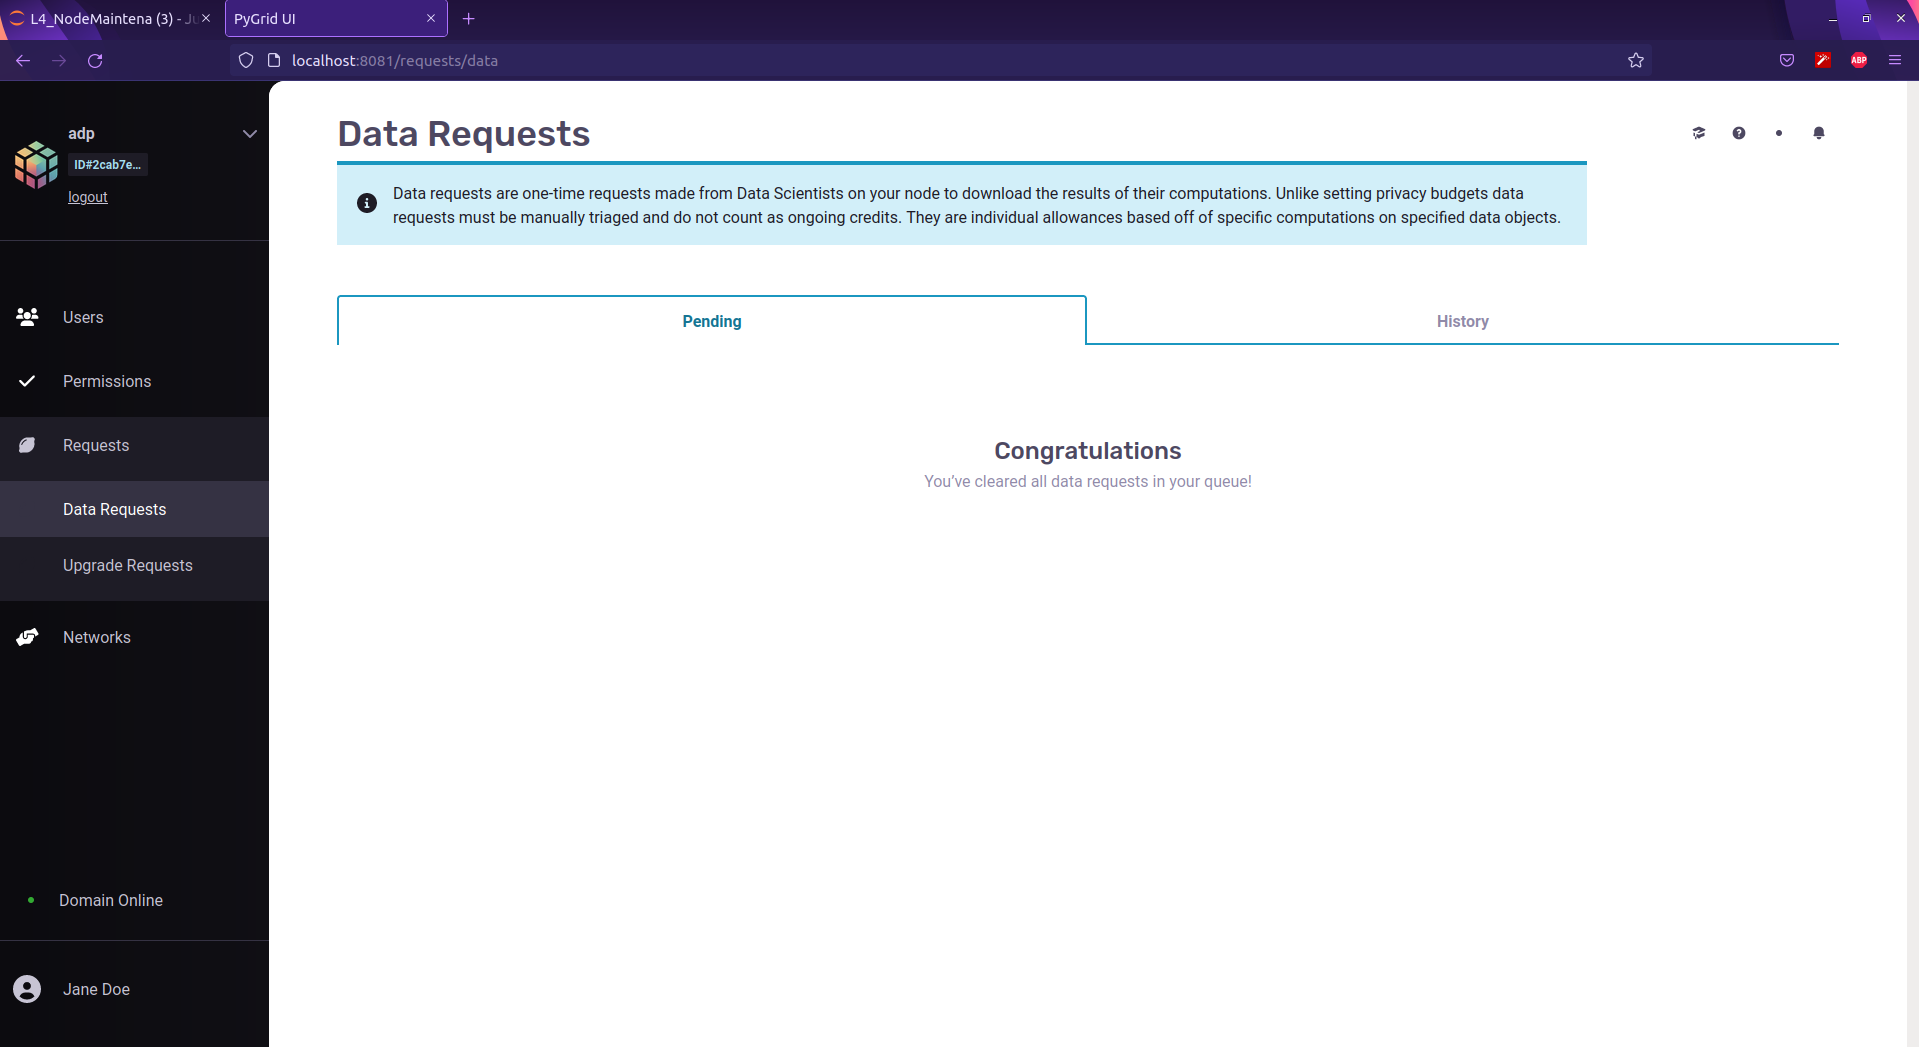 L4_NodeMaintena (3) - Ju
PyGrid UI
localhost:8081/requests/data
ABP
adp
ID#2cab7e...
logout
Users
Permissions
Requests
Data Requests
Upgrade Requests
Networks
Domain Online
Jane Doe
Data Requests
Data requests are one-time requests made from Data Scientists on your node to download the results of their computations. Unlike setting privacy budgets data
requests must be manually triaged and do not count as ongoing credits. They are individual allowances based off of specific computations on specified data objects.
Pending
History
Congratulations
You've cleared all data requests in your queue!